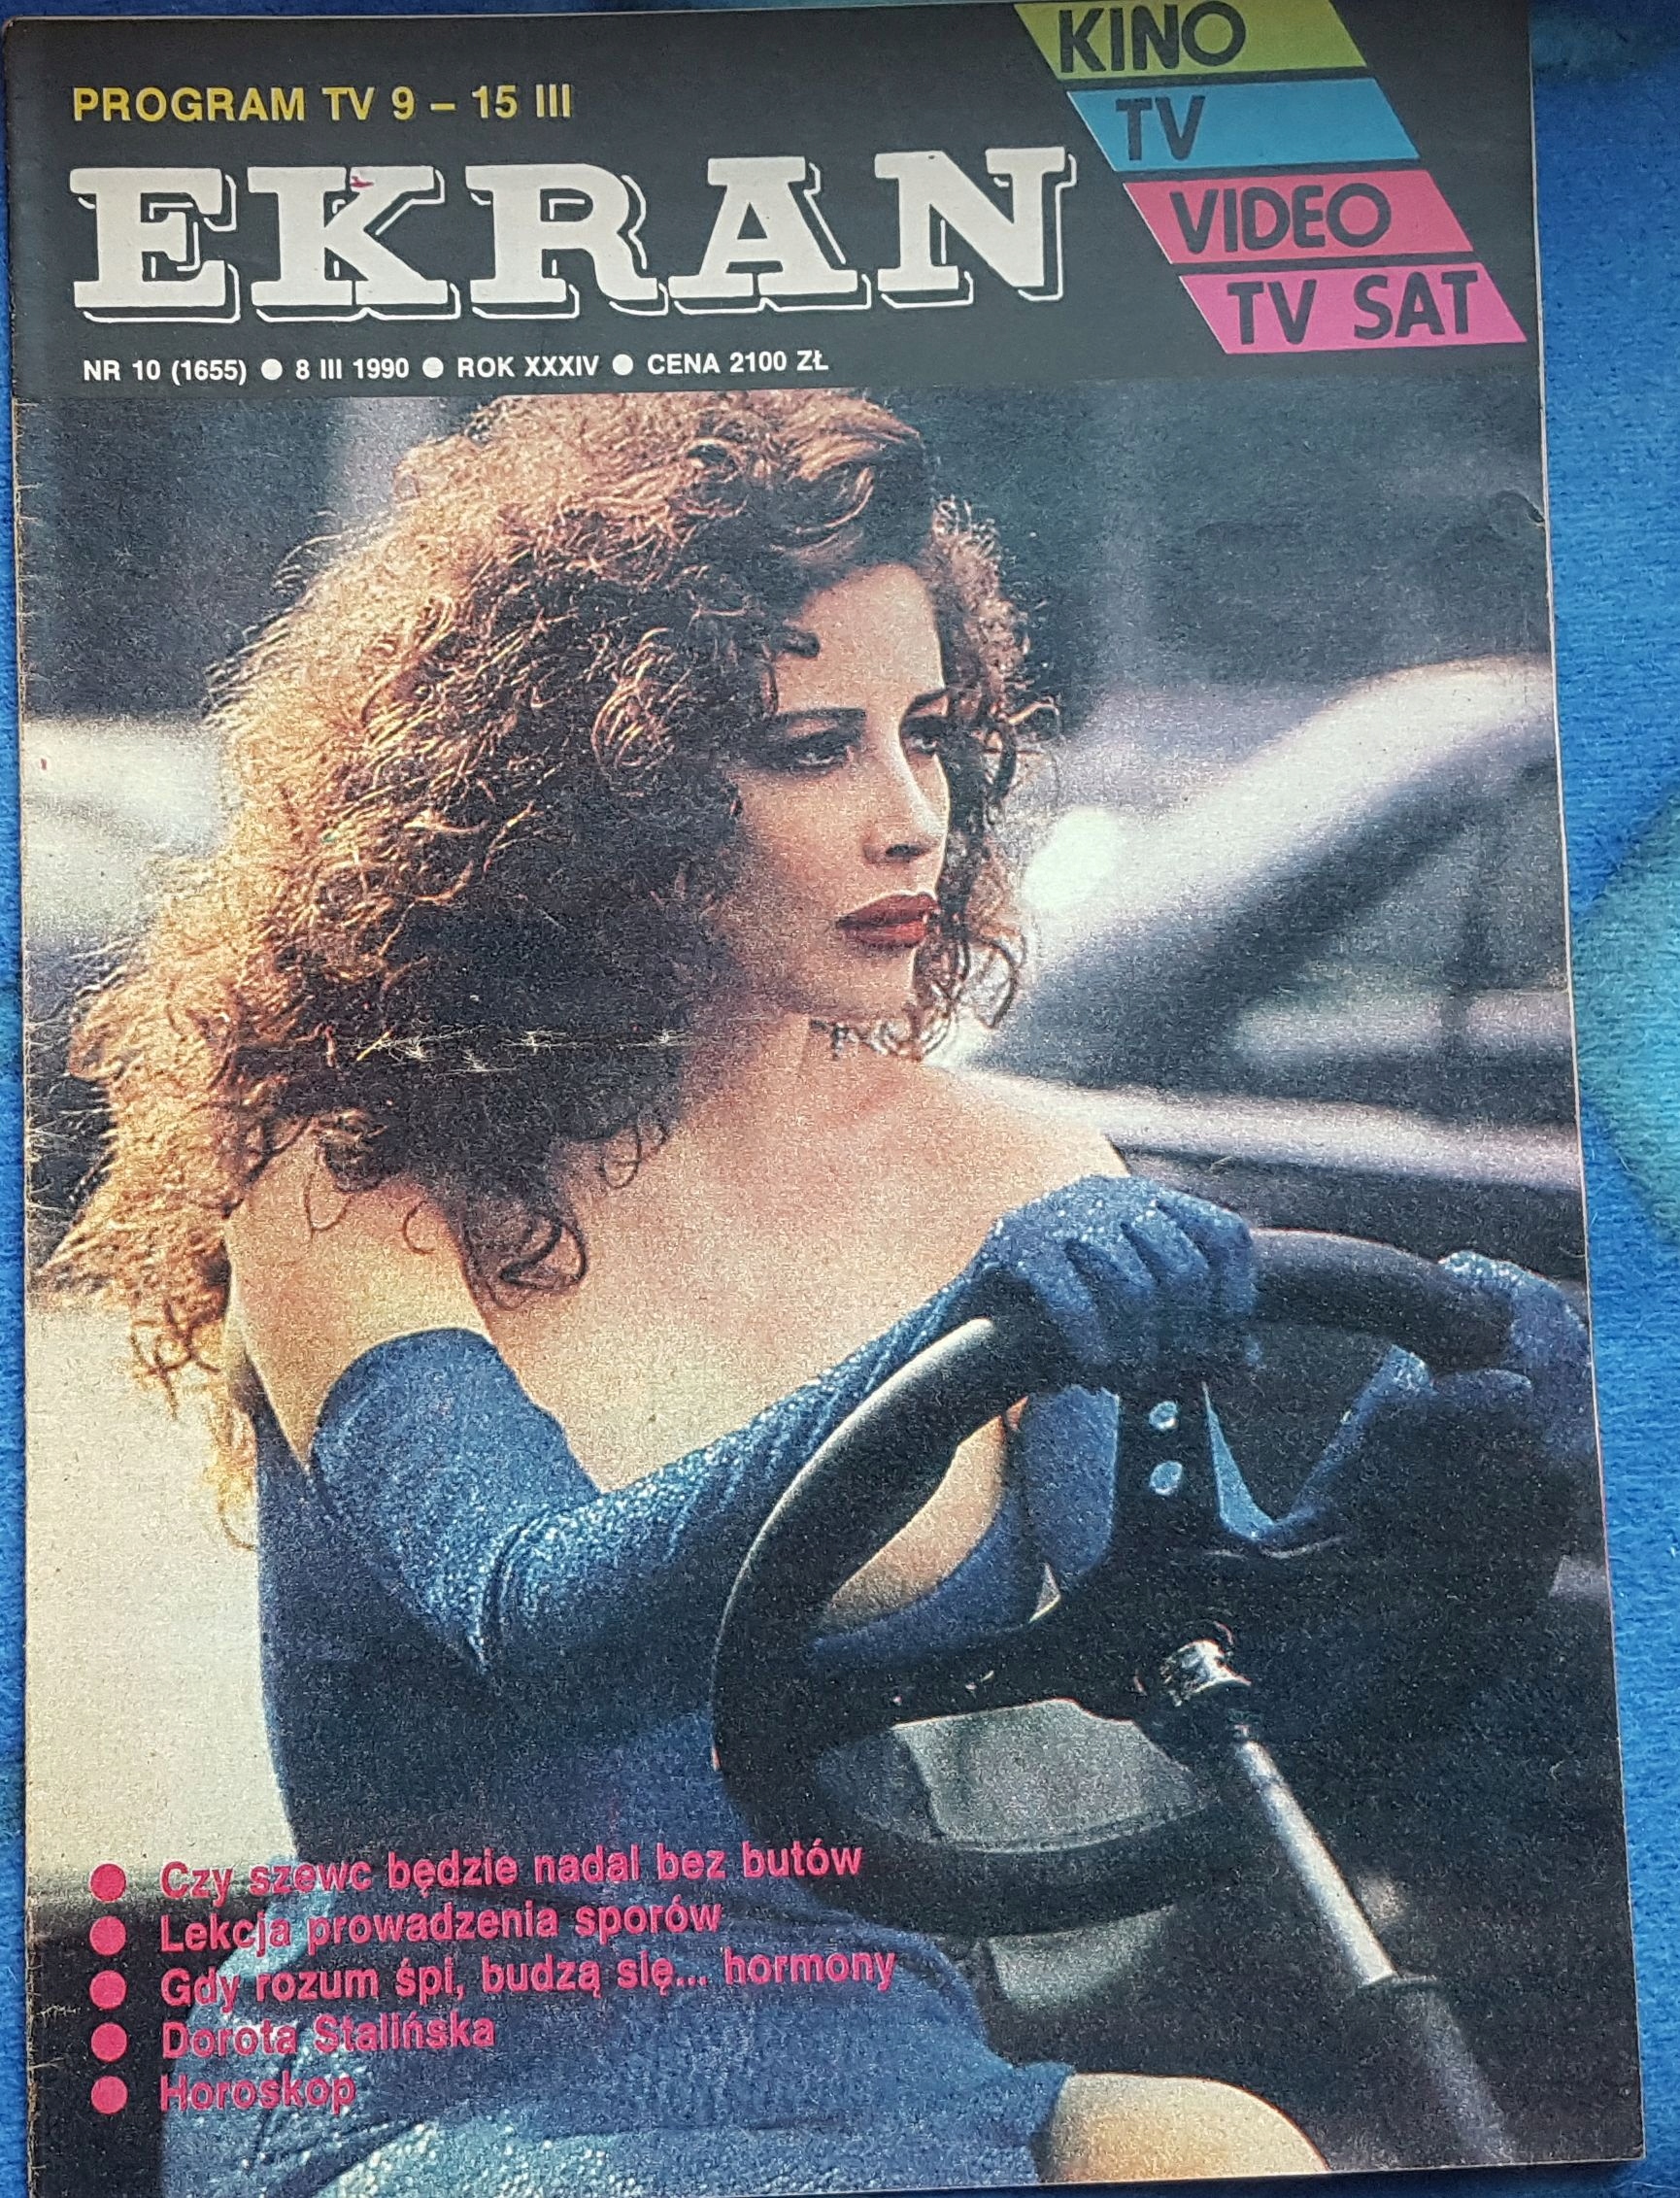 PROGRAM TV 9 – 15 III
EKRAN
KINO
TV
VIDEO
TV SAT
NR 10 (1655) ● 8 III 1990 ● ROK XXXIV ● CENA 2100 ZŁ
● Czy szewc będzie nadal bez butów
● Lekcja prowadzenia sporów
● Gdy rozum śpi, budzą się... hormony
● Dorota Stalińska
● Horoskop